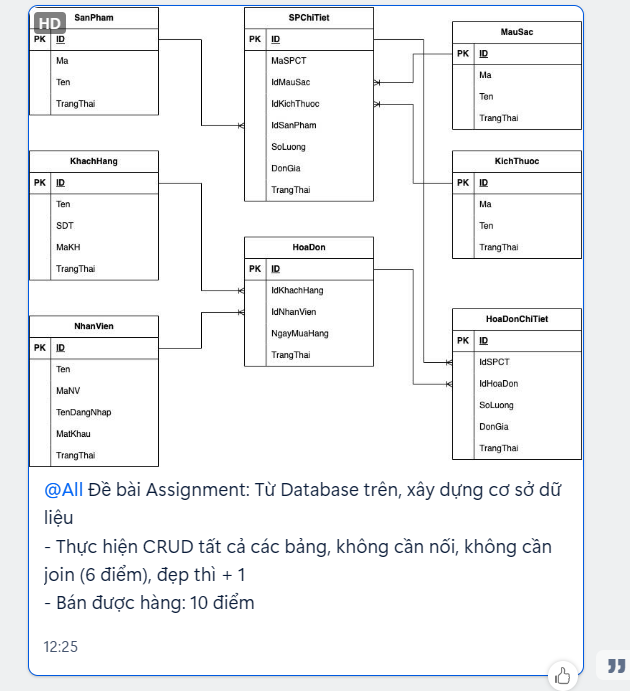 HD
SanPham
PK ID
Ma
Ten
TrangThai
SPChiTiet
PK ID
MaSPCT
IdMauSac
IdKichThuoc
IdSanPham
SoLuong
DonGia
TrangThai
MauSac
PK ID
Ma
Ten
TrangThai
KhachHang
PK ID
Ten
SDT
MaKH
TrangThai
KichThuoc
PK ID
Ma
Ten
TrangThai
HoaDon
PK ID
IdKhachHang
IdNhanVien
NgayMuaHang
TrangThai
NhanVien
PK ID
Ten
MaNV
TenDangNhap
MatKhau
TrangThai
HoaDonChiTiet
PK ID
IdSPCT
IdHoaDon
SoLuong
DonGia
TrangThai
@All Đề bài Assignment: Từ Database trên, xây dựng cơ sở dữ
liệu
- Thực hiện CRUD tất cả các bảng, không cần nối, không cần
join (6 điểm), đẹp thì + 1
- Bán được hàng: 10 điểm
12:25